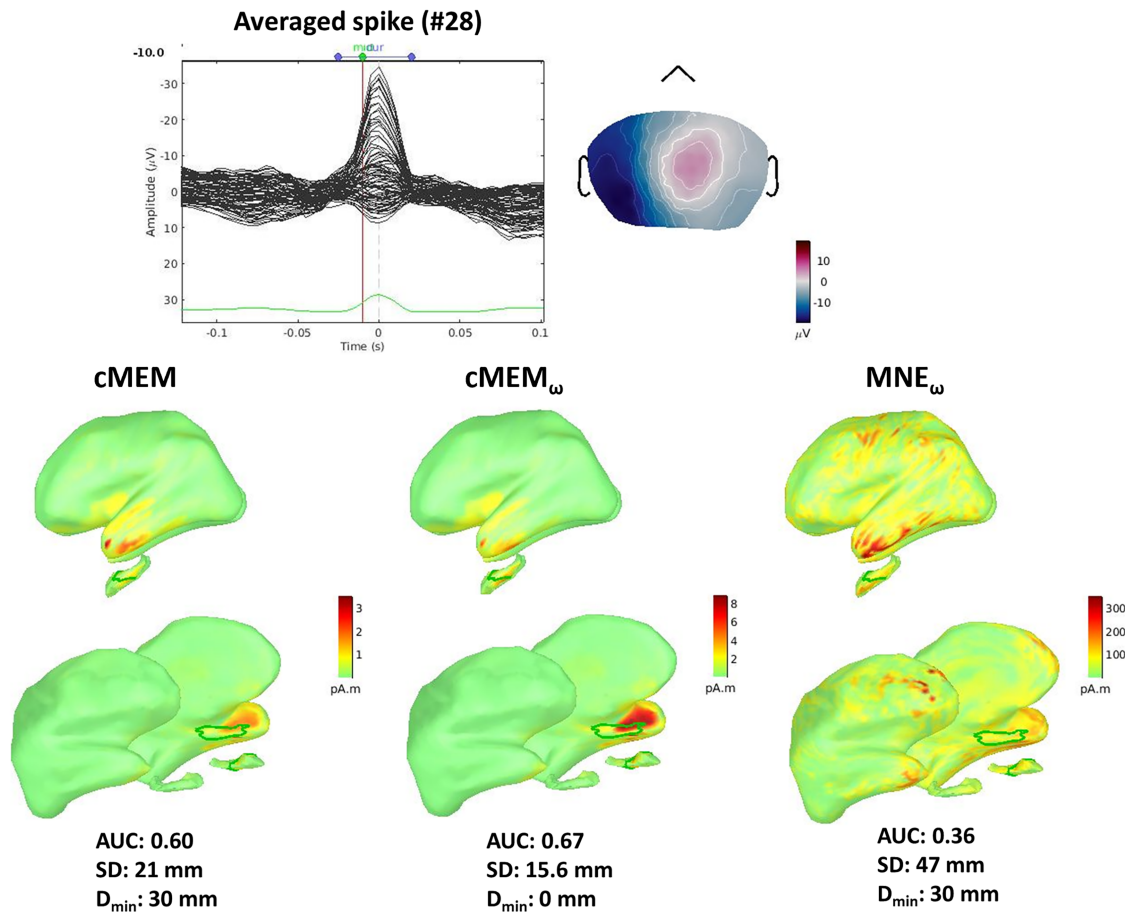 Averaged spike (#28)
-10.0
-30
-20
-10
0
10
20
30
Amplitude (μV)
-0.1
-0.05
0
0.05
0.1
Time (s)
10
0
-10
μV
cMEM
cMEMω
MNEω
3
2
1
pA.m
8
6
4
2
pA.m
300
200
100
pA.m
AUC: 0.60
SD: 21 mm
Dmin: 30 mm
AUC: 0.67
SD: 15.6 mm
Dmin: 0 mm
AUC: 0.36
SD: 47 mm
Dmin: 30 mm